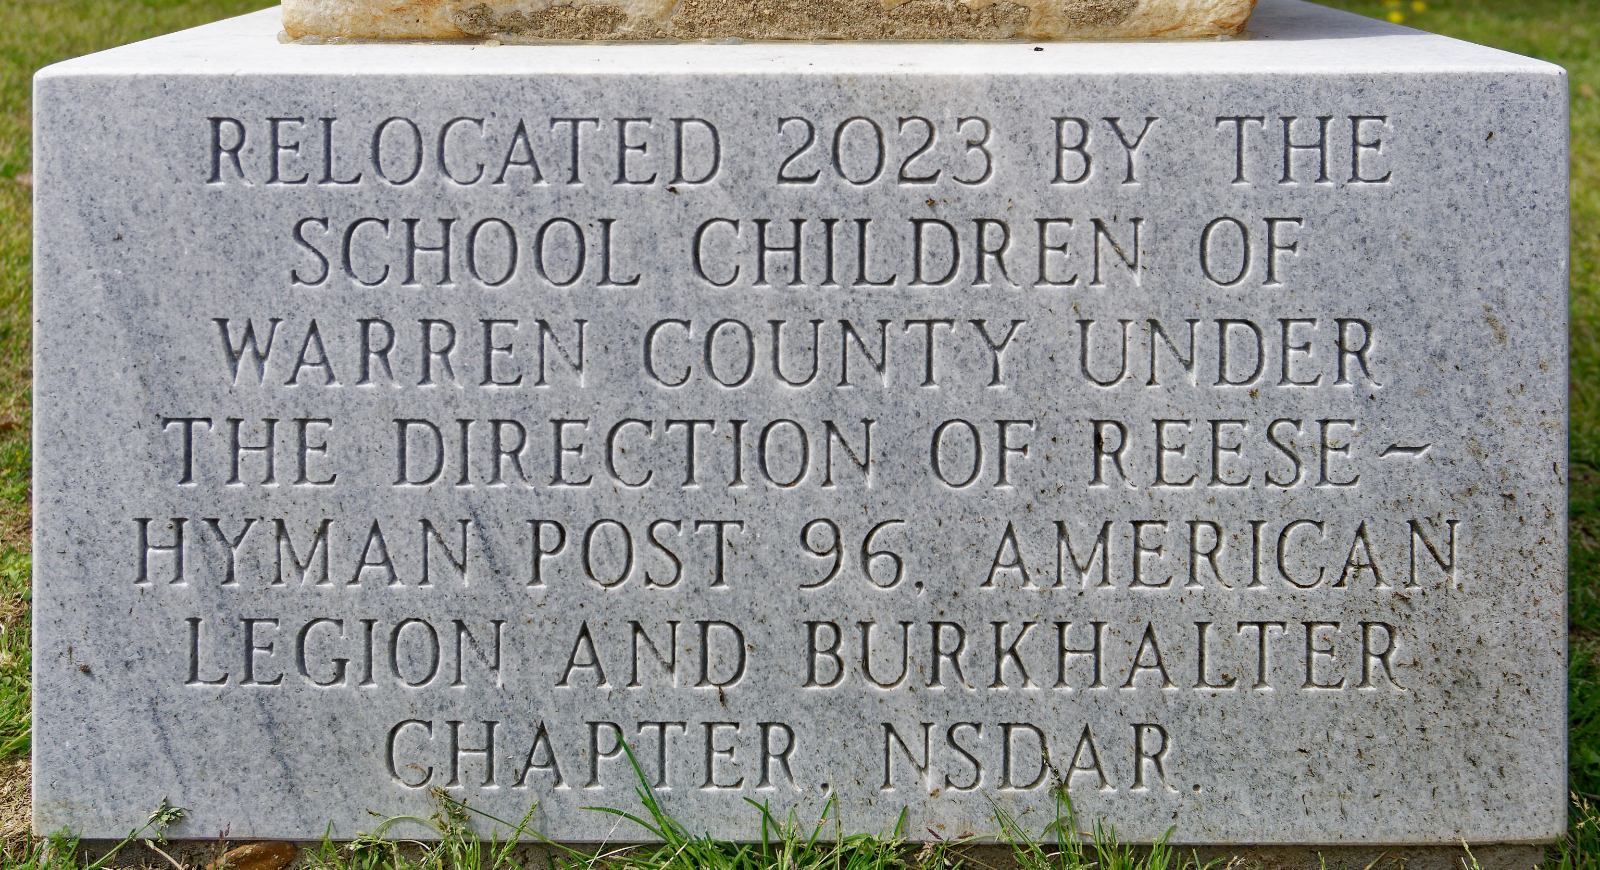 RELOCATED 2023 BY THE
SCHOOL CHILDREN OF
WARREN COUNTY UNDER
THE DIRECTION OF REESE~
HYMAN POST 96, AMERICAN
LEGION AND BURKHALTER
CHAPTER, NSDAR.